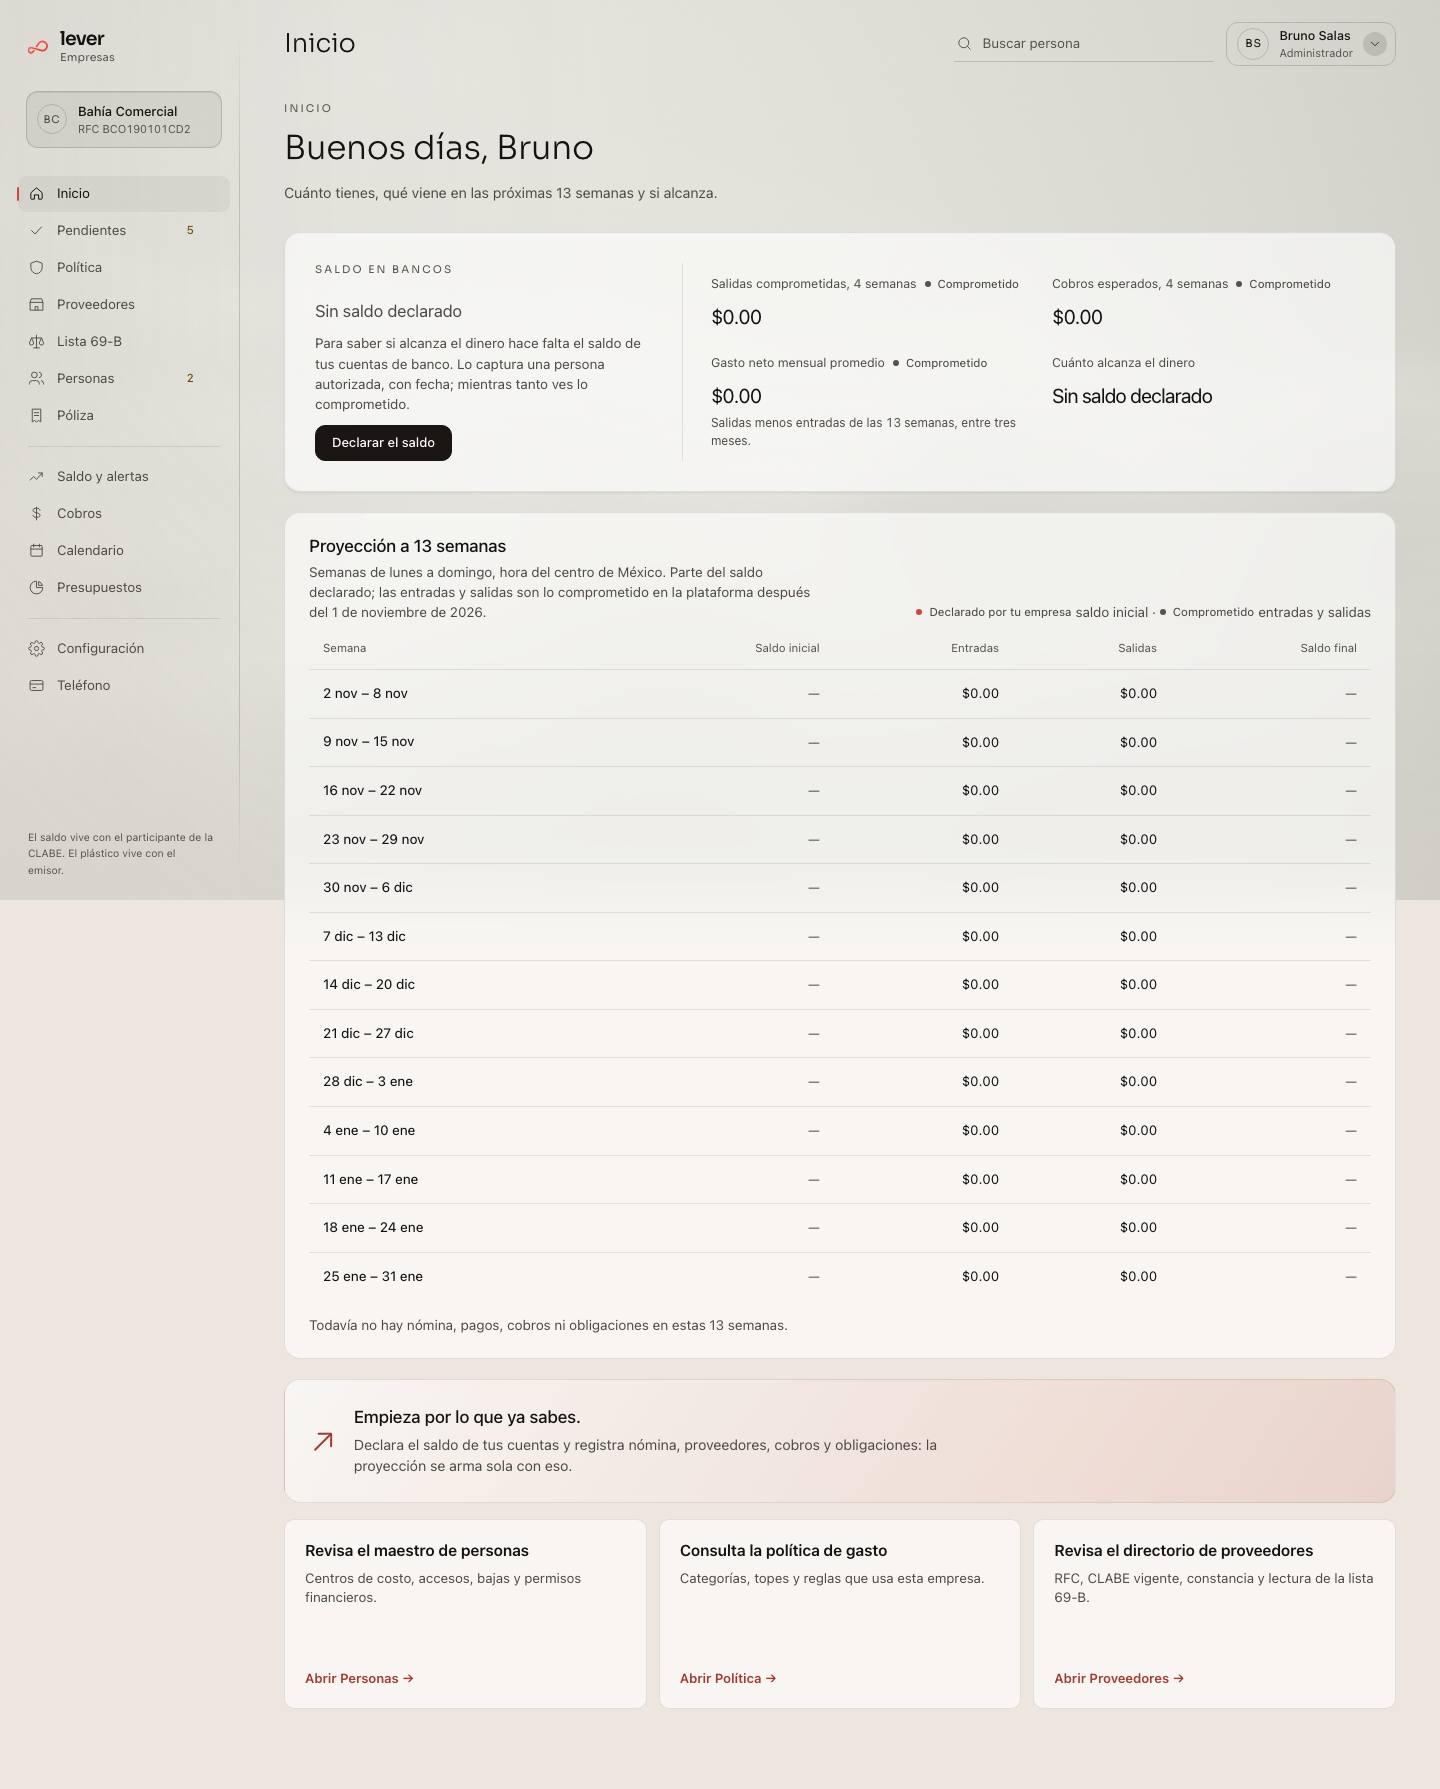 lever
Empresas
BC
Bahía Comercial
RFC BCO190101CD2
Inicio
Pendientes 5
Política
Proveedores
Lista 69-B
Personas 2
Póliza
Saldo y alertas
Cobros
Calendario
Presupuestos
Configuración
Teléfono
El saldo vive con el participante de la
CLABE. El plástico vive con el
emisor.
Inicio
Buscar persona
BS
Bruno Salas
Administrador
INICIO
Buenos días, Bruno
Cuánto tienes, qué viene en las próximas 13 semanas y si alcanza.
SALDO EN BANCOS
Sin saldo declarado
Para saber si alcanza el dinero hace falta el saldo de
tus cuentas de banco. Lo captura una persona
autorizada, con fecha; mientras tanto ves lo
comprometido.
Declarar el saldo
Salidas comprometidas, 4 semanas • Comprometido
$0.00
Cobros esperados, 4 semanas • Comprometido
$0.00
Gasto neto mensual promedio • Comprometido
$0.00
Salidas menos entradas de las 13 semanas, entre tres
meses.
Cuánto alcanza el dinero
Sin saldo declarado
Proyección a 13 semanas
Semanas de lunes a domingo, hora del centro de México. Parte del saldo
declarado; las entradas y salidas son lo comprometido en la plataforma después
del 1 de noviembre de 2026.
• Declarado por tu empresa saldo inicial · • Comprometido entradas y salidas
Semana Saldo inicial Entradas Salidas Saldo final
2 nov – 8 nov — $0.00 $0.00 —
9 nov – 15 nov — $0.00 $0.00 —
16 nov – 22 nov — $0.00 $0.00 —
23 nov – 29 nov — $0.00 $0.00 —
30 nov – 6 dic — $0.00 $0.00 —
7 dic – 13 dic — $0.00 $0.00 —
14 dic – 20 dic — $0.00 $0.00 —
21 dic – 27 dic — $0.00 $0.00 —
28 dic – 3 ene — $0.00 $0.00 —
4 ene – 10 ene — $0.00 $0.00 —
11 ene – 17 ene — $0.00 $0.00 —
18 ene – 24 ene — $0.00 $0.00 —
25 ene – 31 ene — $0.00 $0.00 —
Todavía no hay nómina, pagos, cobros ni obligaciones en estas 13 semanas.
Empieza por lo que ya sabes.
Declara el saldo de tus cuentas y registra nómina, proveedores, cobros y obligaciones: la
proyección se arma sola con eso.
Revisa el maestro de personas
Centros de costo, accesos, bajas y permisos
financieros.
Abrir Personas →
Consulta la política de gasto
Categorías, topes y reglas que usa esta empresa.
Abrir Política →
Revisa el directorio de proveedores
RFC, CLABE vigente, constancia y lectura de la lista
69-B.
Abrir Proveedores →